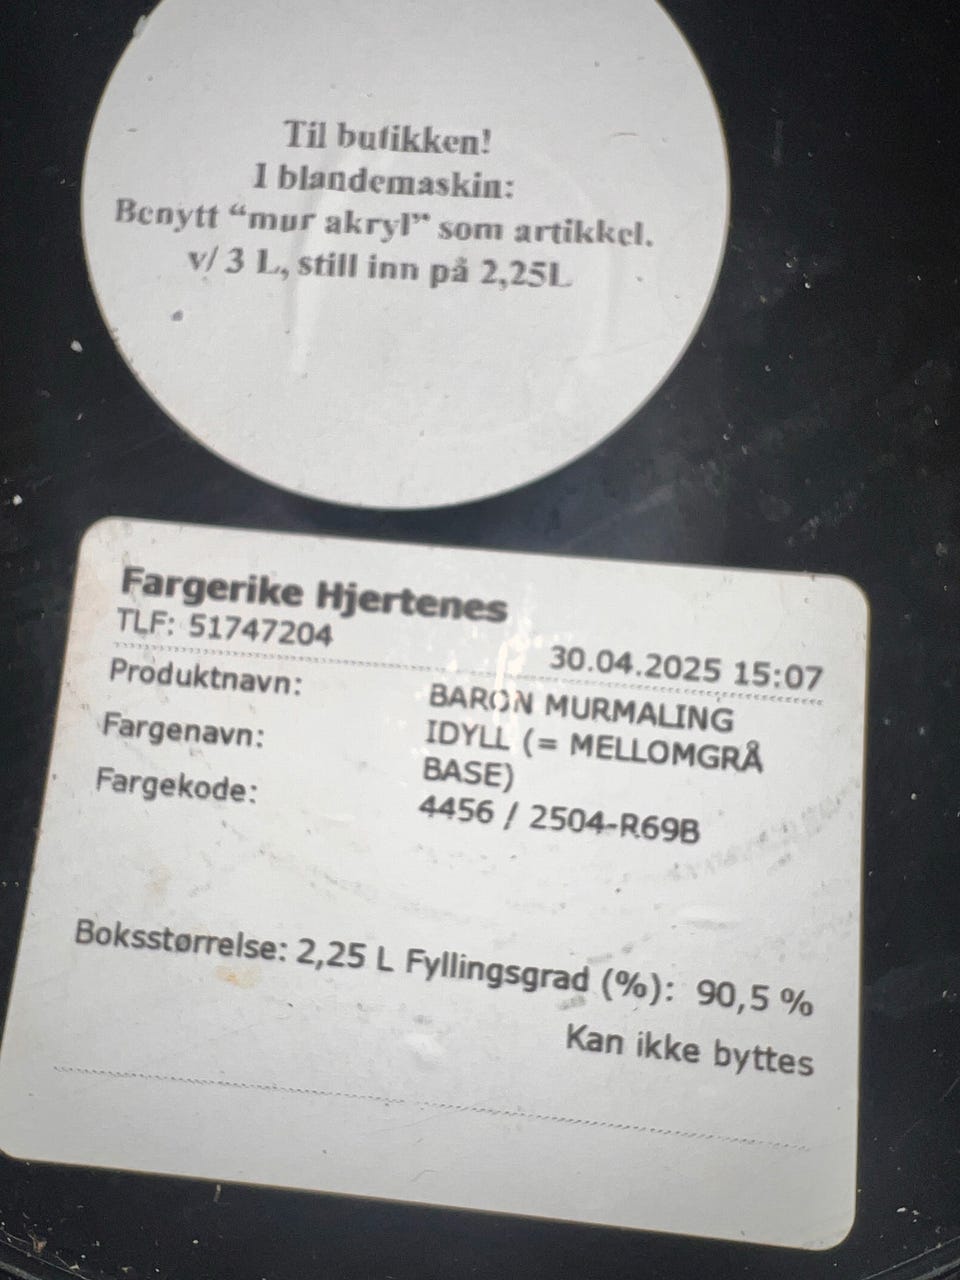 Til butikken!
I blandemaskin:
Benytt “mur akryl” som artikkel.
v/ 3 L, still inn på 2,25L
Fargerike Hjertenes
TLF: 51747204
30.04.2025 15:07
Produktnavn: BARON MURMALING
Fargenavn: IDYLL (= MELLOMGRÅ
BASE)
Fargekode: 4456 / 2504-R69B
Boksstørrelse: 2,25 L Fyllingsgrad (%): 90,5 %
Kan ikke byttes